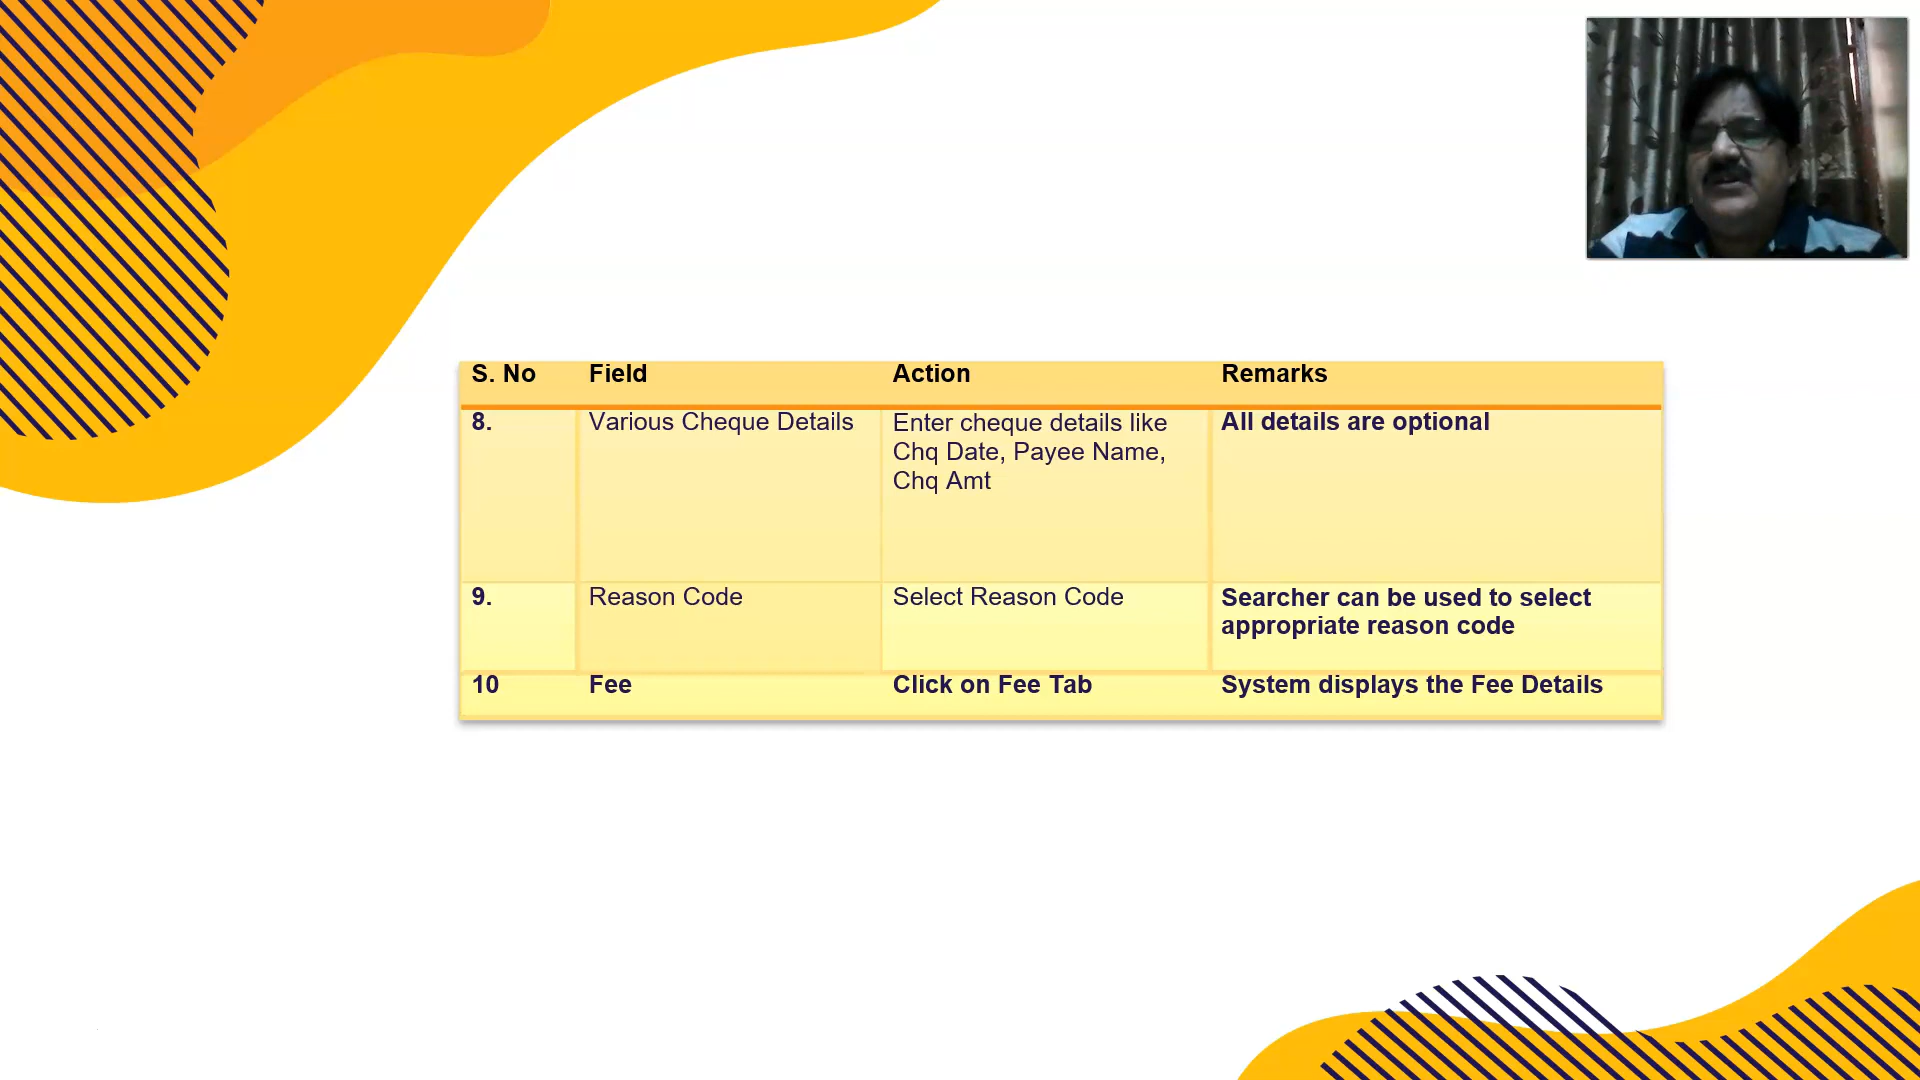 S. No Field Action Remarks
8. Various Cheque Details Enter cheque details like All details are optional
Chq Date, Payee Name,
Chq Amt
9. Reason Code Select Reason Code Searcher can be used to select
appropriate reason code
10 Fee Click on Fee Tab System displays the Fee Details